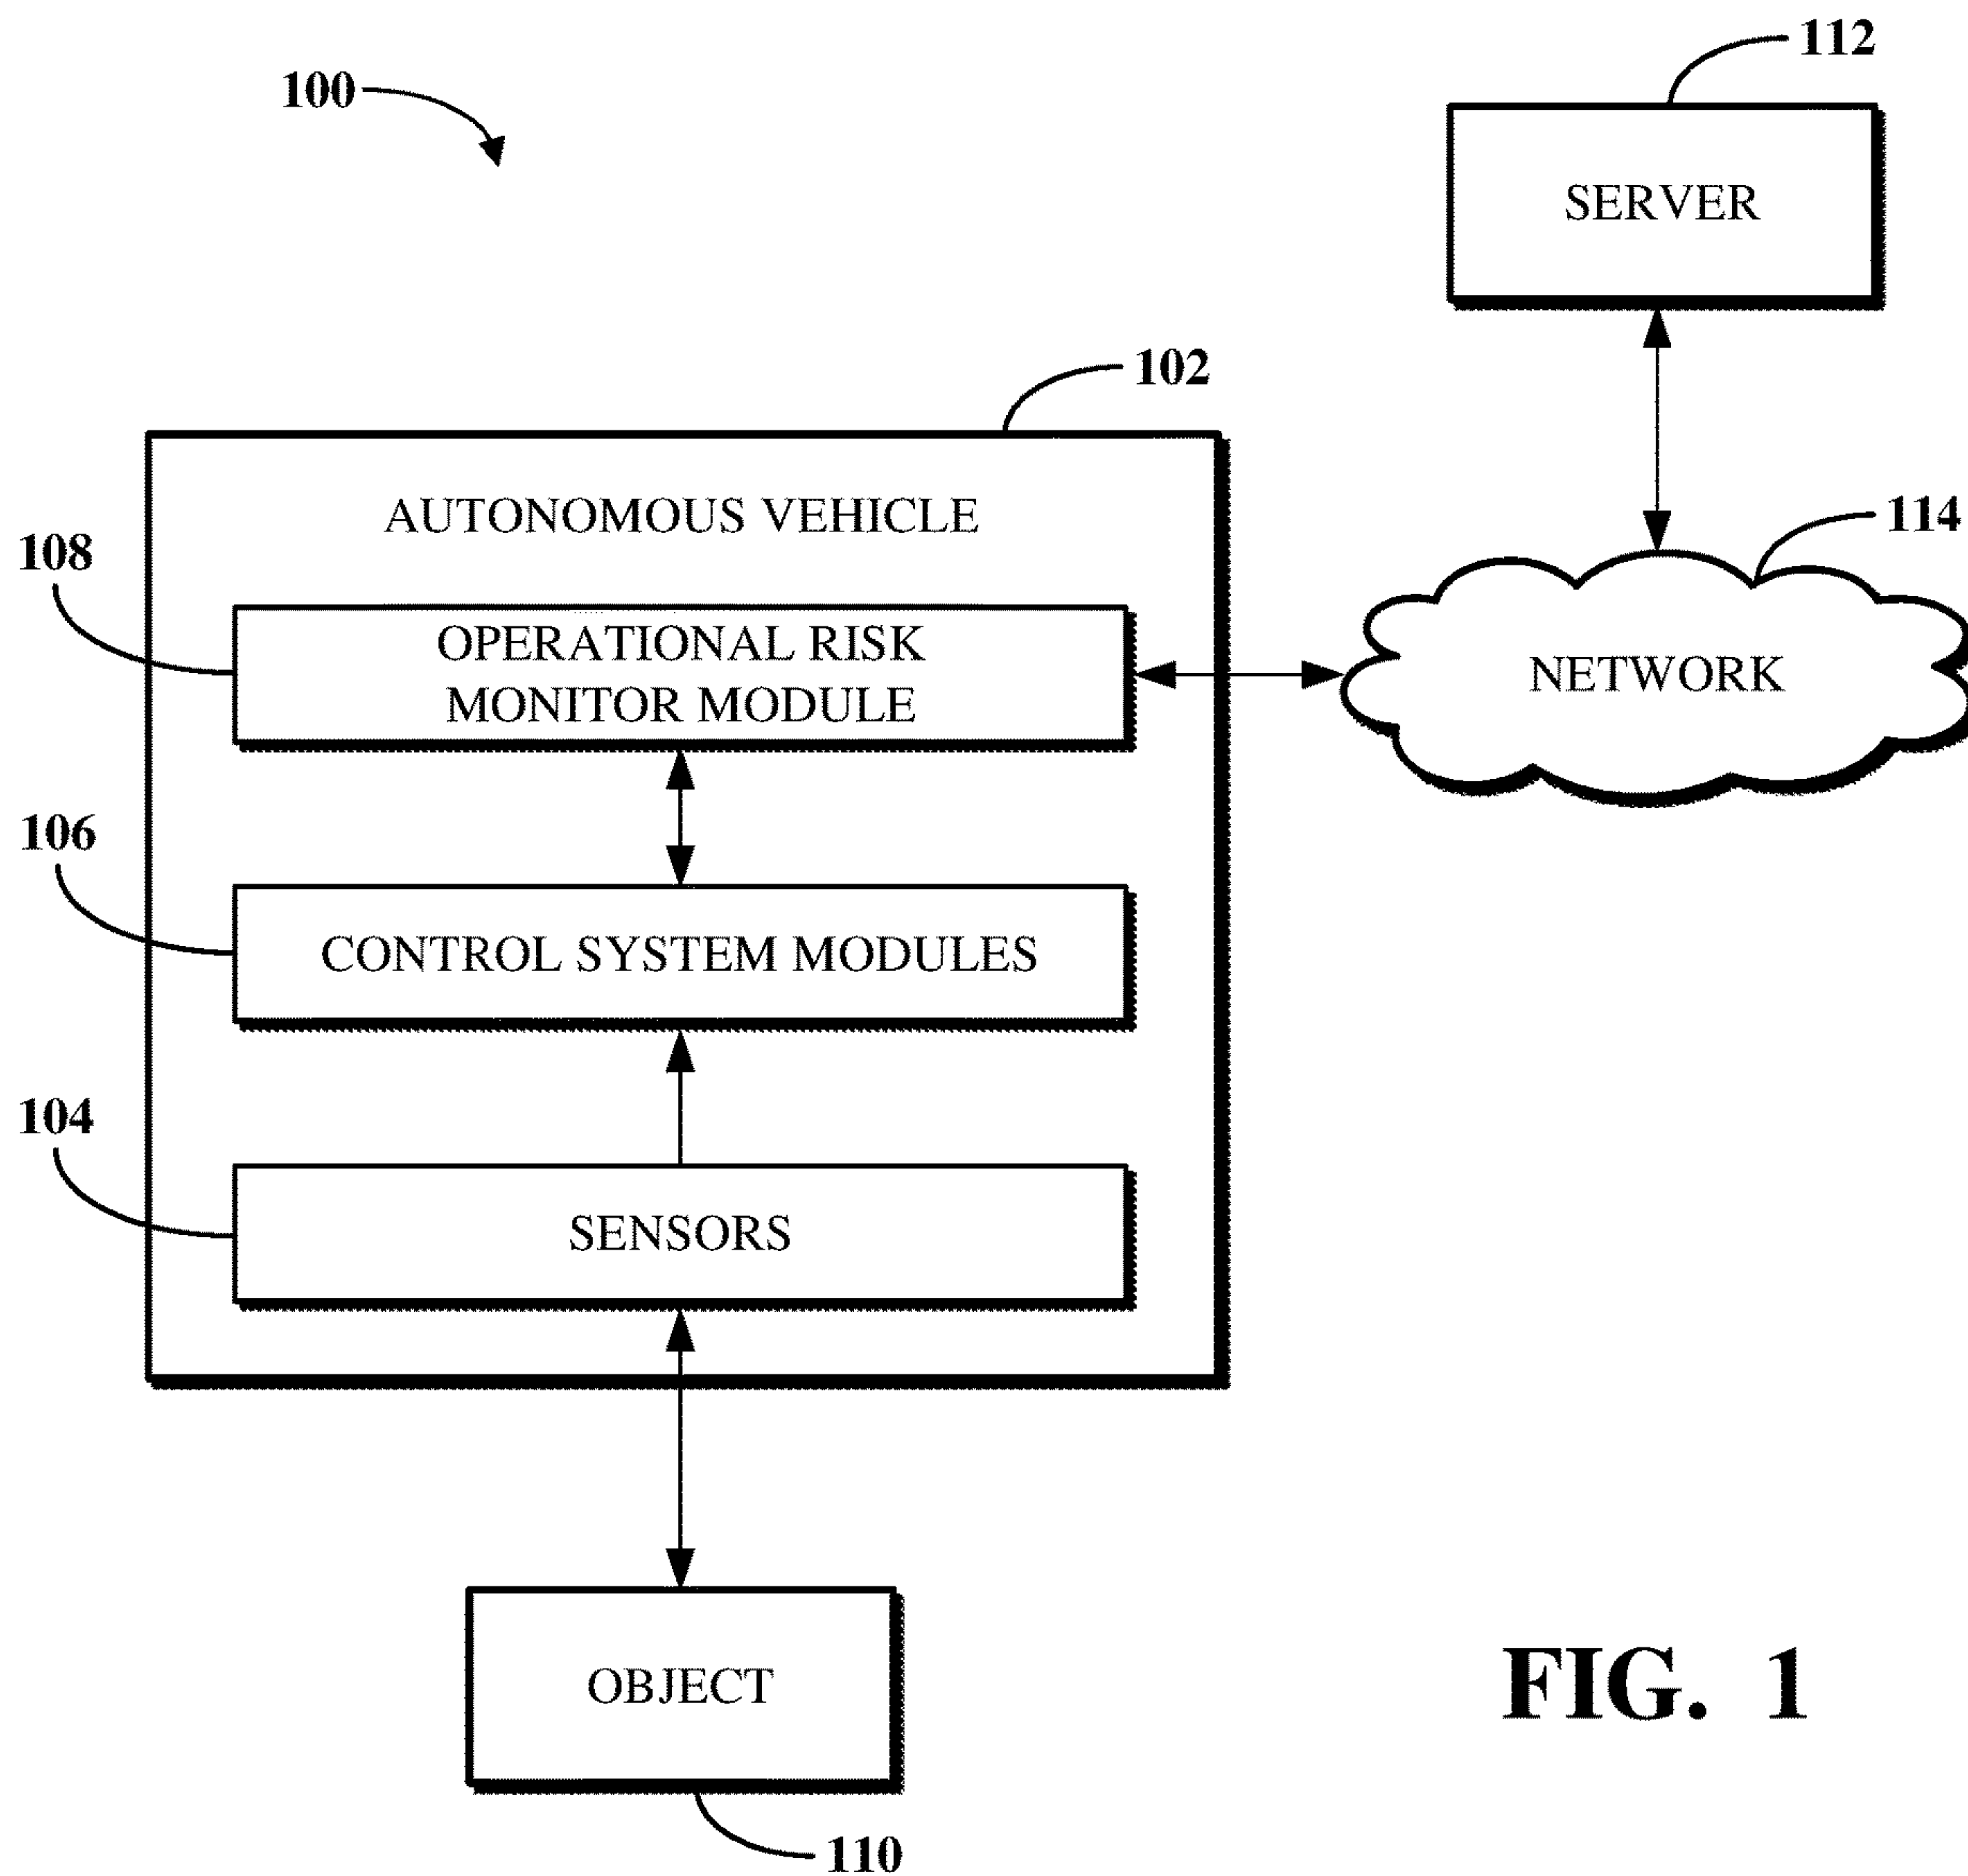 100
112
SERVER
102
AUTONOMOUS VEHICLE
114
108
OPERATIONAL RISK
MONITOR MODULE
NETWORK
106
CONTROL SYSTEM MODULES
104
SENSORS
OBJECT
FIG. 1
110